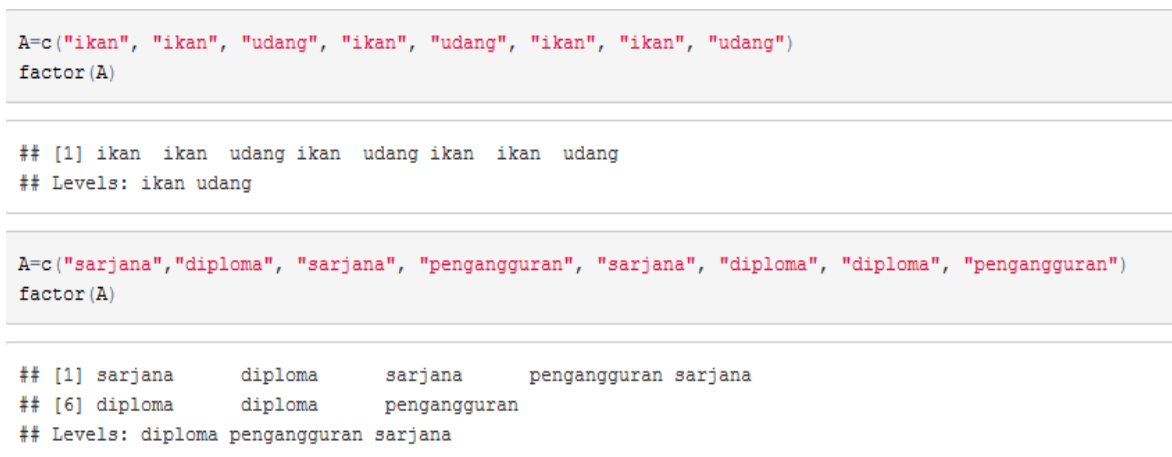 A=c("ikan", "ikan", "udang", "ikan", "udang", "ikan", "ikan", "udang")
factor(A)
## [1] ikan  ikan  udang ikan  udang ikan  ikan  udang
## Levels: ikan udang
A=c("sarjana","diploma", "sarjana", "pengangguran", "sarjana", "diploma", "diploma", "pengangguran")
factor(A)
## [1] sarjana      diploma      sarjana      pengangguran sarjana
## [6] diploma      diploma      pengangguran
## Levels: diploma pengangguran sarjana